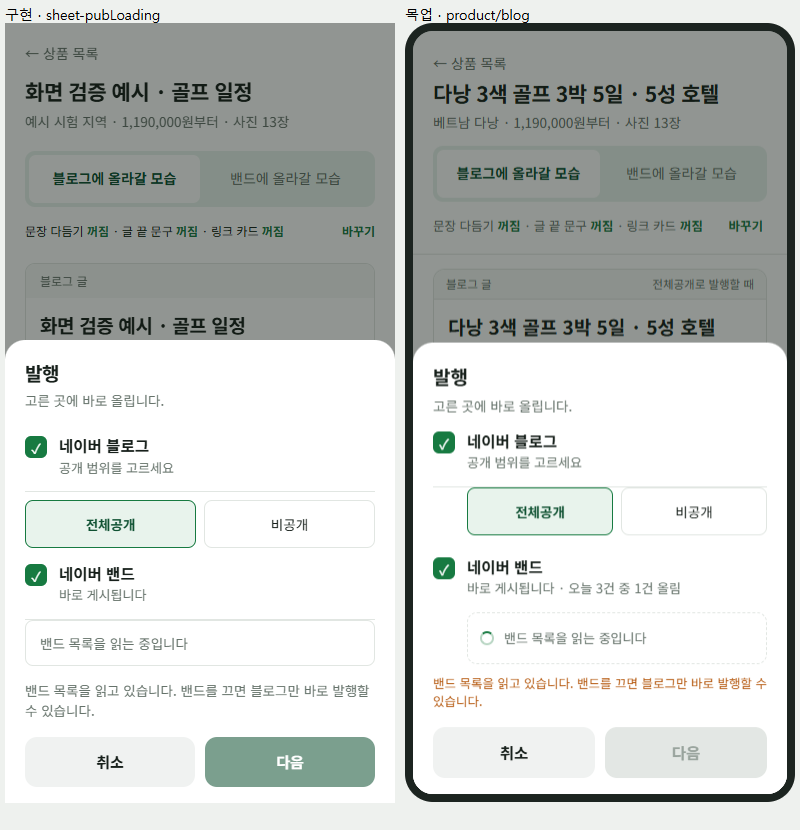 구현 · sheet-pubLoading
← 상품 목록
화면 검증 예시 · 골프 일정
예시 시험 지역 · 1,190,000원부터 · 사진 13장
블로그에 올라갈 모습
밴드에 올라갈 모습
문장 다듬기 꺼짐 · 글 끝 문구 꺼짐 · 링크 카드 꺼짐
바꾸기
블로그 글
화면 검증 예시 · 골프 일정
발행
고른 곳에 바로 올립니다.
네이버 블로그
공개 범위를 고르세요
전체공개
비공개
네이버 밴드
바로 게시됩니다
밴드 목록을 읽는 중입니다
밴드 목록을 읽고 있습니다. 밴드를 끄면 블로그만 바로 발행할
수 있습니다.
취소
다음
목업 · product/blog
← 상품 목록
다낭 3색 골프 3박 5일 · 5성 호텔
베트남 다낭 · 1,190,000원부터 · 사진 13장
블로그에 올라갈 모습
밴드에 올라갈 모습
문장 다듬기 꺼짐 · 글 끝 문구 꺼짐 · 링크 카드 꺼짐
바꾸기
블로그 글
전체공개로 발행할 때
다낭 3색 골프 3박 5일 · 5성 호텔
발행
고른 곳에 바로 올립니다.
네이버 블로그
공개 범위를 고르세요
전체공개
비공개
네이버 밴드
바로 게시됩니다 · 오늘 3건 중 1건 올림
밴드 목록을 읽는 중입니다
밴드 목록을 읽고 있습니다. 밴드를 끄면 블로그만 바로 발행할 수
있습니다.
취소
다음